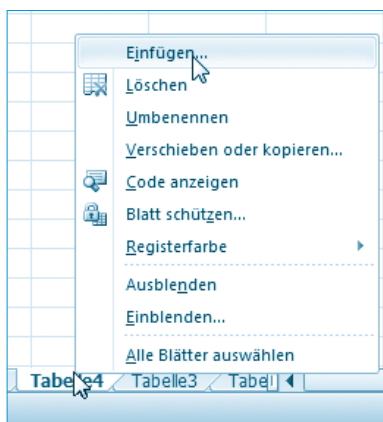 Einfügen...
Löschen
Umbenennen
Verschieben oder kopieren...
Code anzeigen
Blatt schützen...
Registerfarbe
Ausblenden
Einblenden...
Alle Blätter auswählen
Tabelle4 Tabelle3